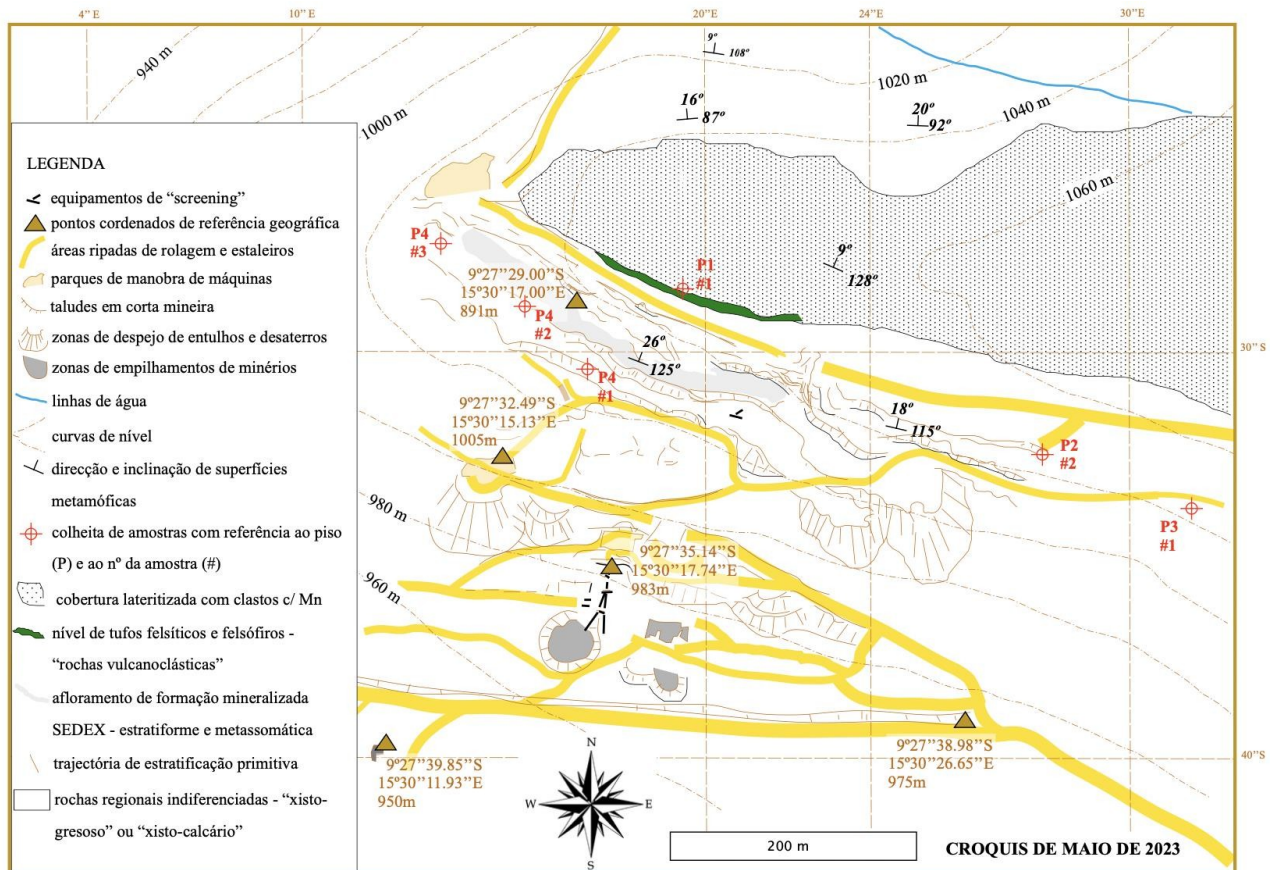 4'' E
10'' E
20''E
24''E
30''E
940 m
1000 m
9º
108º
16º
87º
20º
92º
1020 m
1040 m
1060 m
LEGENDA
equipamentos de “screening”
pontos cordenados de referência geográfica
áreas ripadas de rolagem e estaleiros
parques de manobra de máquinas
taludes em corta mineira
zonas de despejo de entulhos e desaterros
zonas de empilhamentos de minérios
linhas de água
curvas de nível
direcção e inclinação de superfícies
metamóficas
colheita de amostras com referência ao piso
(P) e ao nº da amostra (#)
cobertura lateritizada com clastos c/ Mn
nível de tufos felsíticos e felsófiros -
“rochas vulcanoclásticas”
afloramento de formação mineralizada
SEDEX - estratiforme e metassomática
trajectória de estratificação primitiva
rochas regionais indiferenciadas - “xisto-
gresoso” ou “xisto-calcário”
P4
#3
9º27’’29.00’’S
15º30’’17.00’’E
891m
P4
#2
P1
#1
9º
128º
26º
125º
P4
#1
30''S
9º27’’32.49’’S
15º30’’15.13’’E
1005m
18º
115º
P2
#2
P3
#1
980 m
960 m
9º27’’35.14’’S
15º30’’17.74’’E
983m
9º27’’39.85’’S
15º30’’11.93’’E
950m
9º27’’38.98’’S
15º30’’26.65’’E
975m
40''S
N
W
E
S
200 m
CROQUIS DE MAIO DE 2023